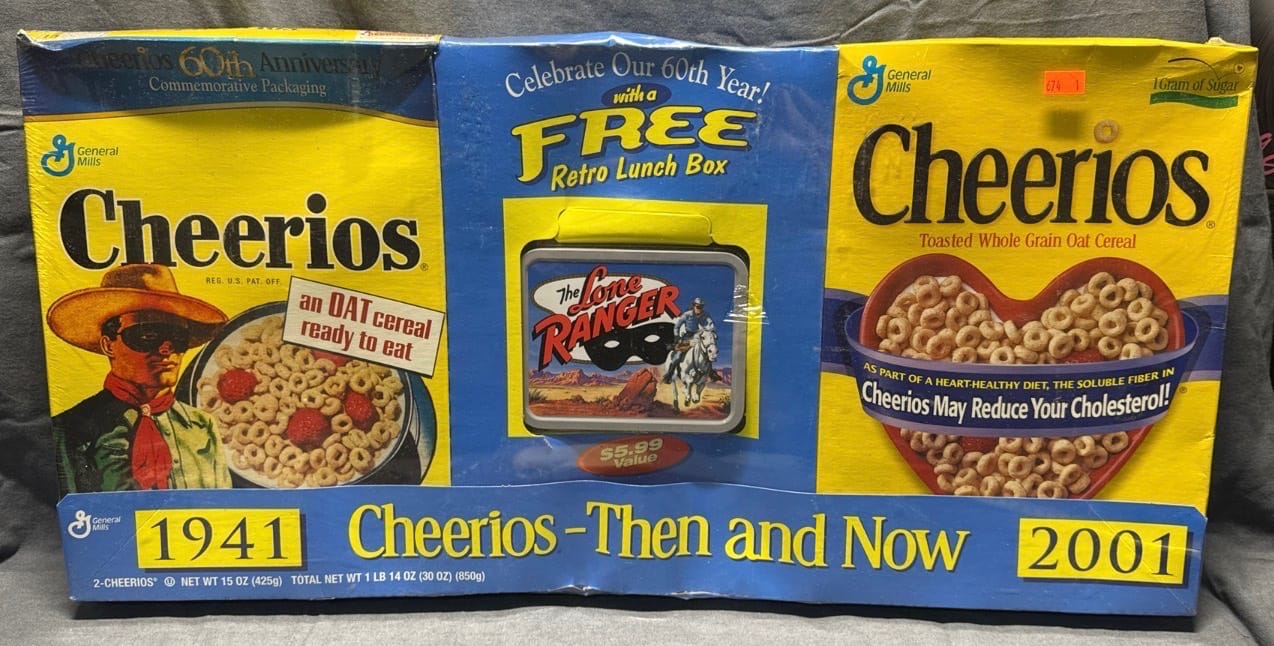 Cheerios 60th Anniversary
Commemorative Packaging
General
Mills
Cheerios®
REG. U.S. PAT. OFF.
an OAT cereal
ready to eat
Celebrate Our 60th Year!
with a
FREE
Retro Lunch Box
The Lone
RANGER
$5.99
Value
General
Mills
674 1
1 Gram of Sugar
Cheerios®
Toasted Whole Grain Oat Cereal
AS PART OF A HEART-HEALTHY DIET, THE SOLUBLE FIBER IN
Cheerios May Reduce Your Cholesterol!®
General
Mills
1941
Cheerios - Then and Now
2001
2-CHEERIOS® Ⓤ NET WT 15 OZ (425g) TOTAL NET WT 1 LB 14 OZ (30 OZ) (850g)